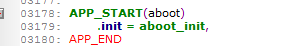 03178: APP_START(aboot)
03179: .init = aboot_init,
03180: APP_END